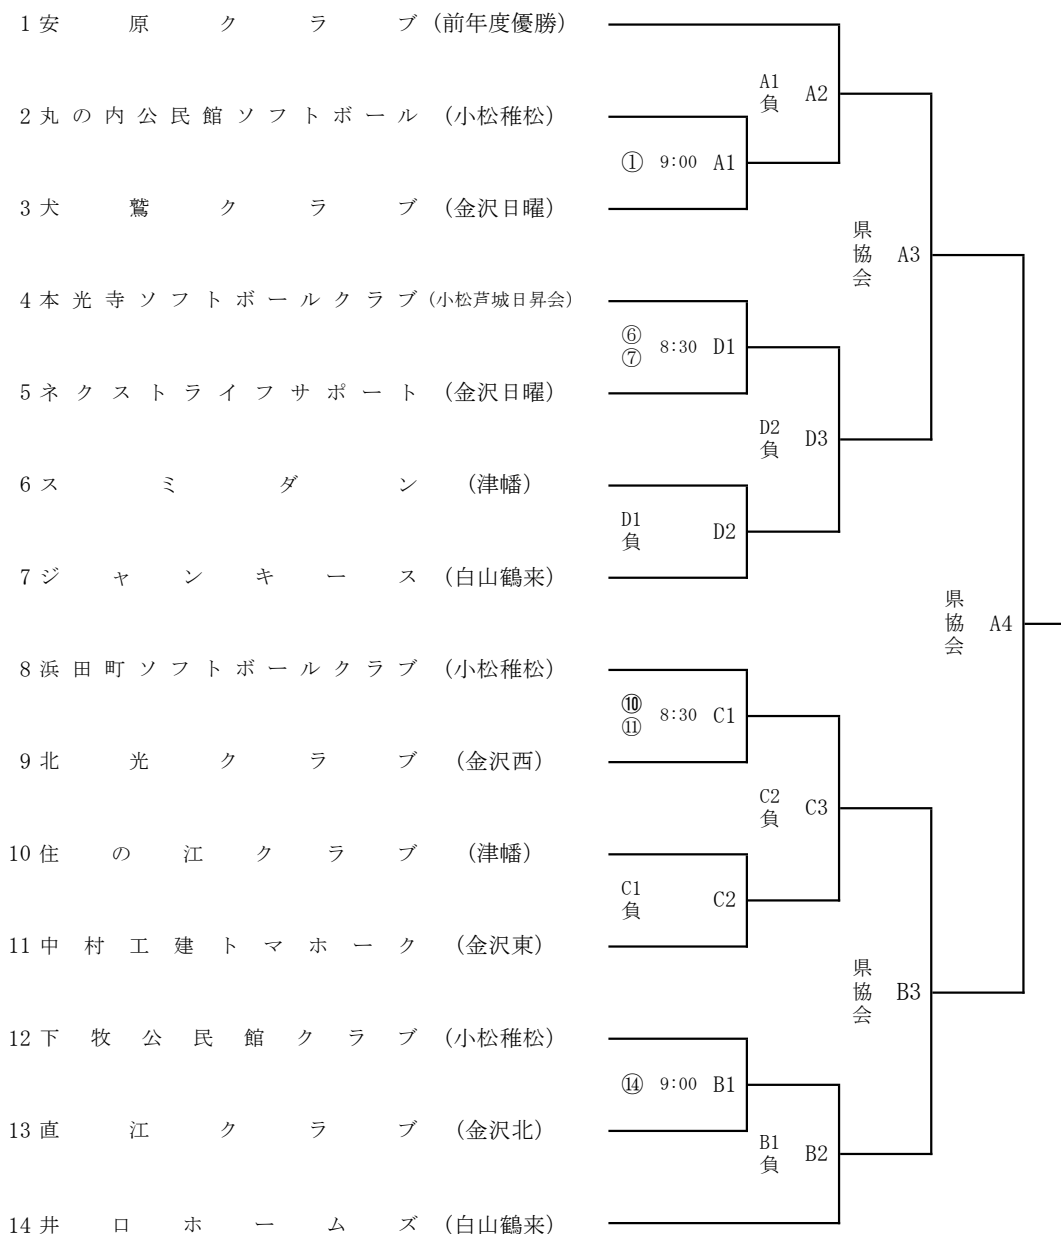 1 安原クラブ (前年度優勝)
A1
負 A2
2 丸の内公民館ソフトボール (小松稚松)
① 9:00 A1
3 犬鷲クラブ (金沢日曜)
県協会 A3
4 本光寺ソフトボールクラブ (小松芦城日昇会)
⑥
⑦ 8:30 D1
5 ネクストライフサポート (金沢日曜)
D2
負 D3
6 スミダン (津幡)
D1
負 D2
7 ジャンキース (白山鶴来)
県協会 A4
8 浜田町ソフトボールクラブ (小松稚松)
⑩
⑪ 8:30 C1
9 北光クラブ (金沢西)
C2
負 C3
10 住の江クラブ (津幡)
C1
負 C2
11 中村工建トマホーク (金沢東)
県協会 B3
12 下牧公民館クラブ (小松稚松)
⑭ 9:00 B1
13 直江クラブ (金沢北)
B1
負 B2
14 井口ホームズ (白山鶴来)